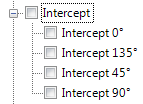 Intercept
Intercept 0°
Intercept 135°
Intercept 45°
Intercept 90°